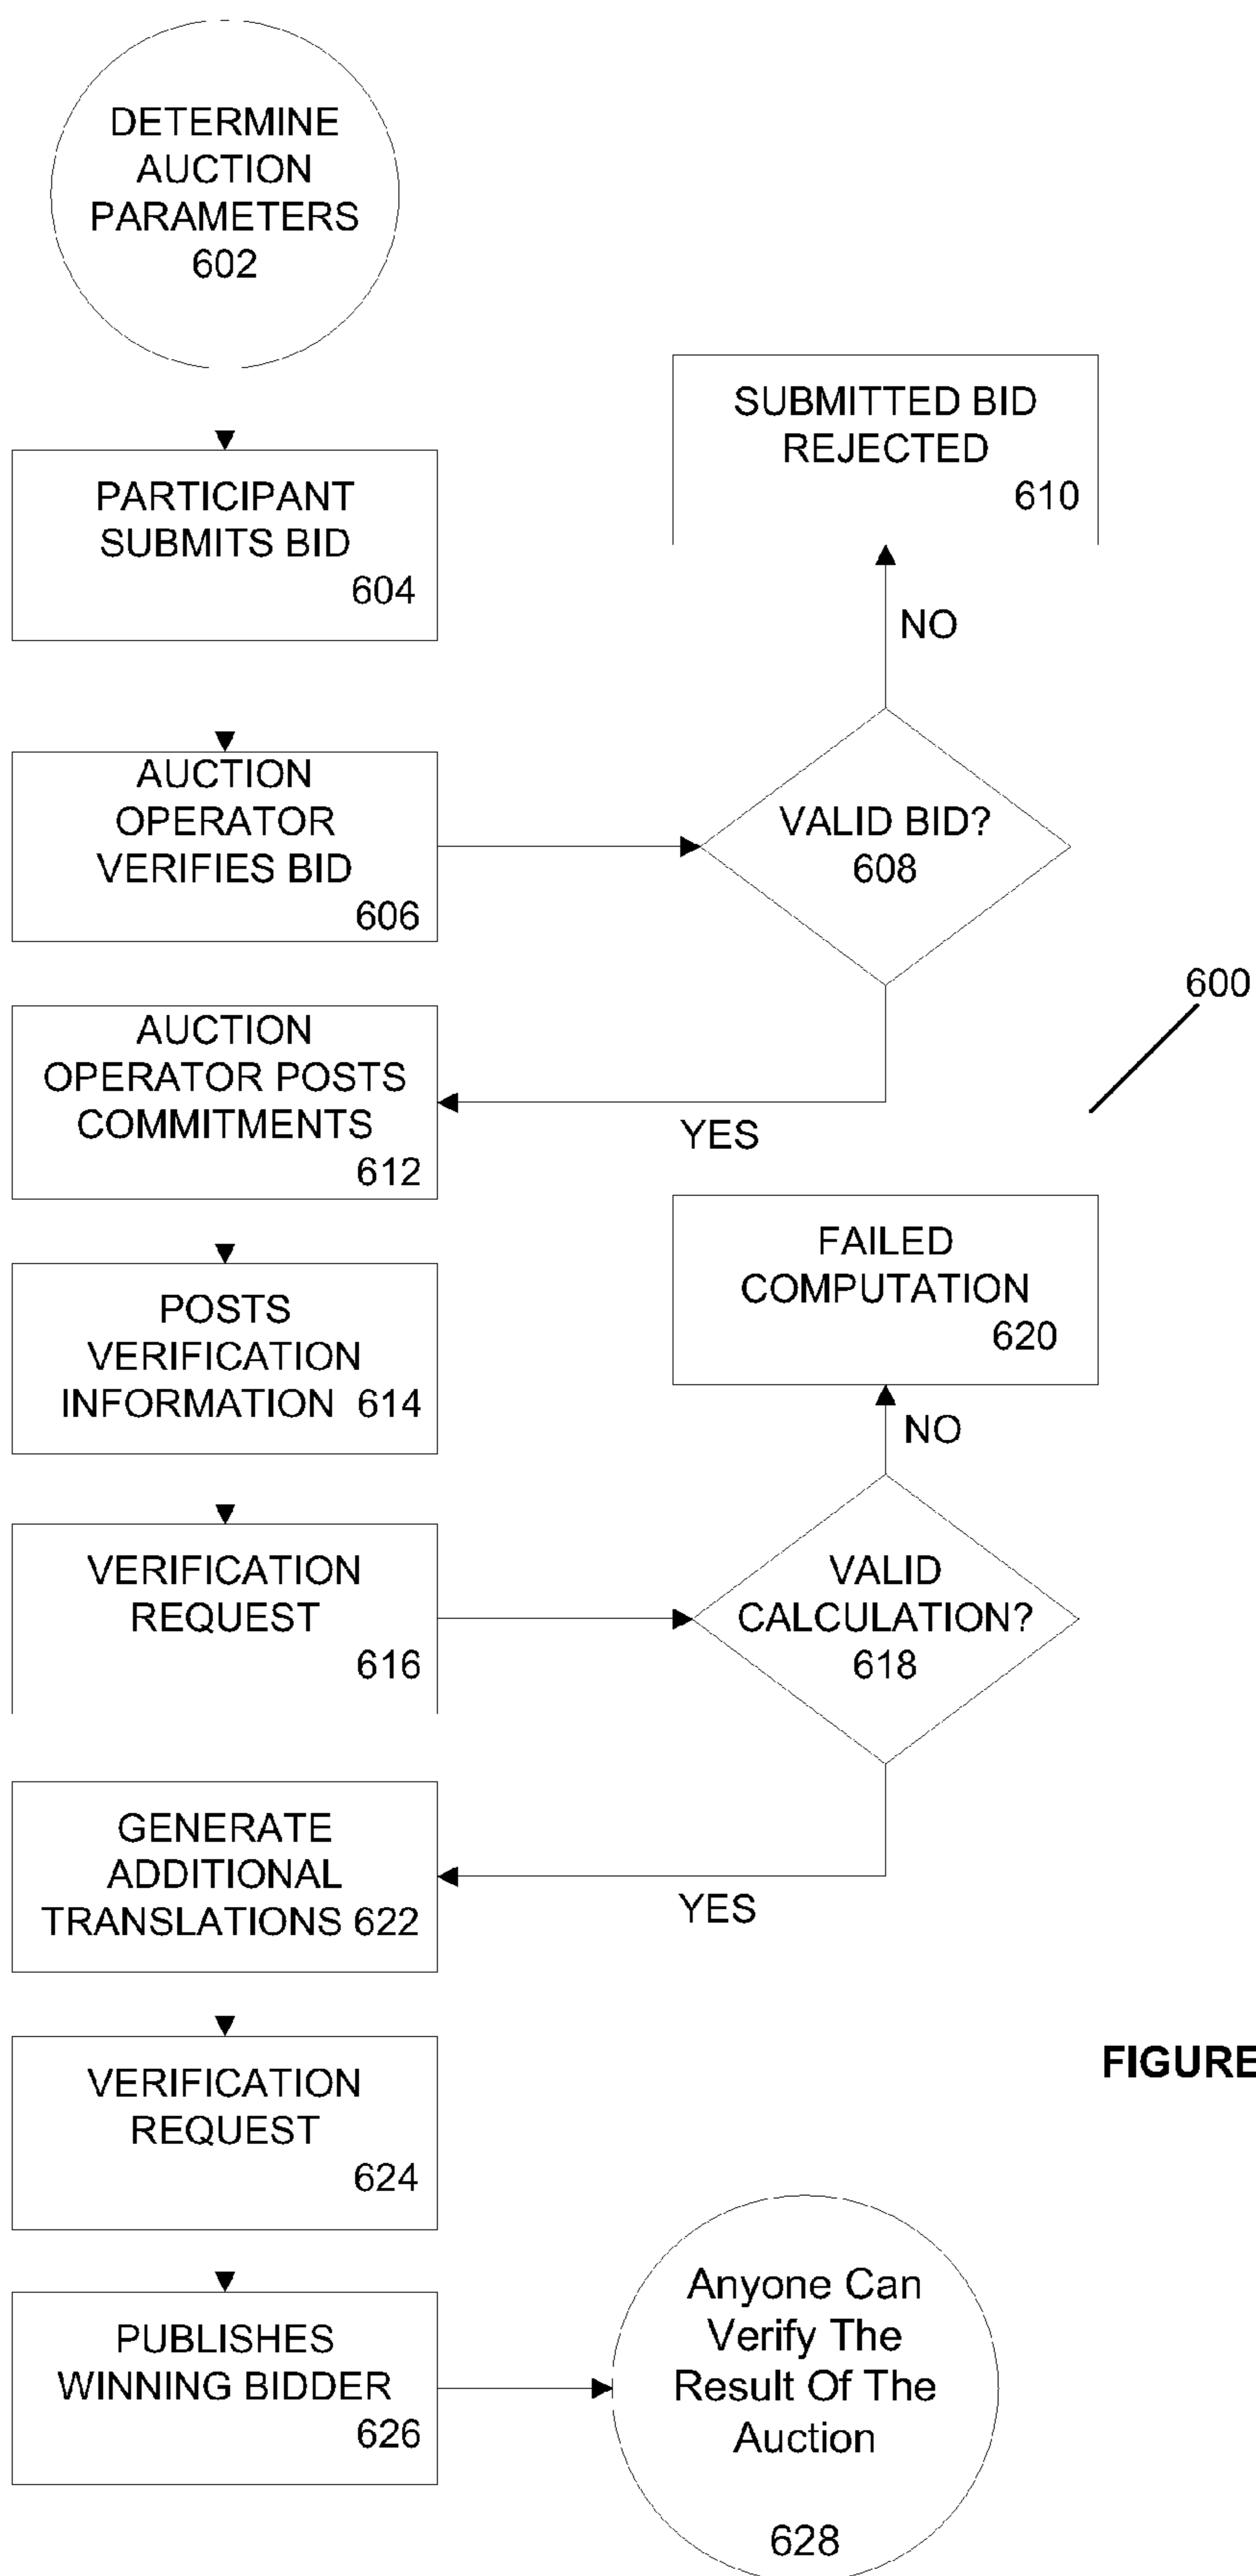 DETERMINE
AUCTION
PARAMETERS
602
PARTICIPANT
SUBMITS BID
604
AUCTION
OPERATOR
VERIFIES BID
606
VALID BID?
608
NO
SUBMITTED BID
REJECTED
610
YES
600
AUCTION
OPERATOR POSTS
COMMITMENTS
612
POSTS
VERIFICATION
INFORMATION 614
VERIFICATION
REQUEST
616
VALID
CALCULATION?
618
NO
FAILED
COMPUTATION
620
YES
GENERATE
ADDITIONAL
TRANSLATIONS 622
VERIFICATION
REQUEST
624
FIGURE
PUBLISHES
WINNING BIDDER
626
Anyone Can
Verify The
Result Of The
Auction
628